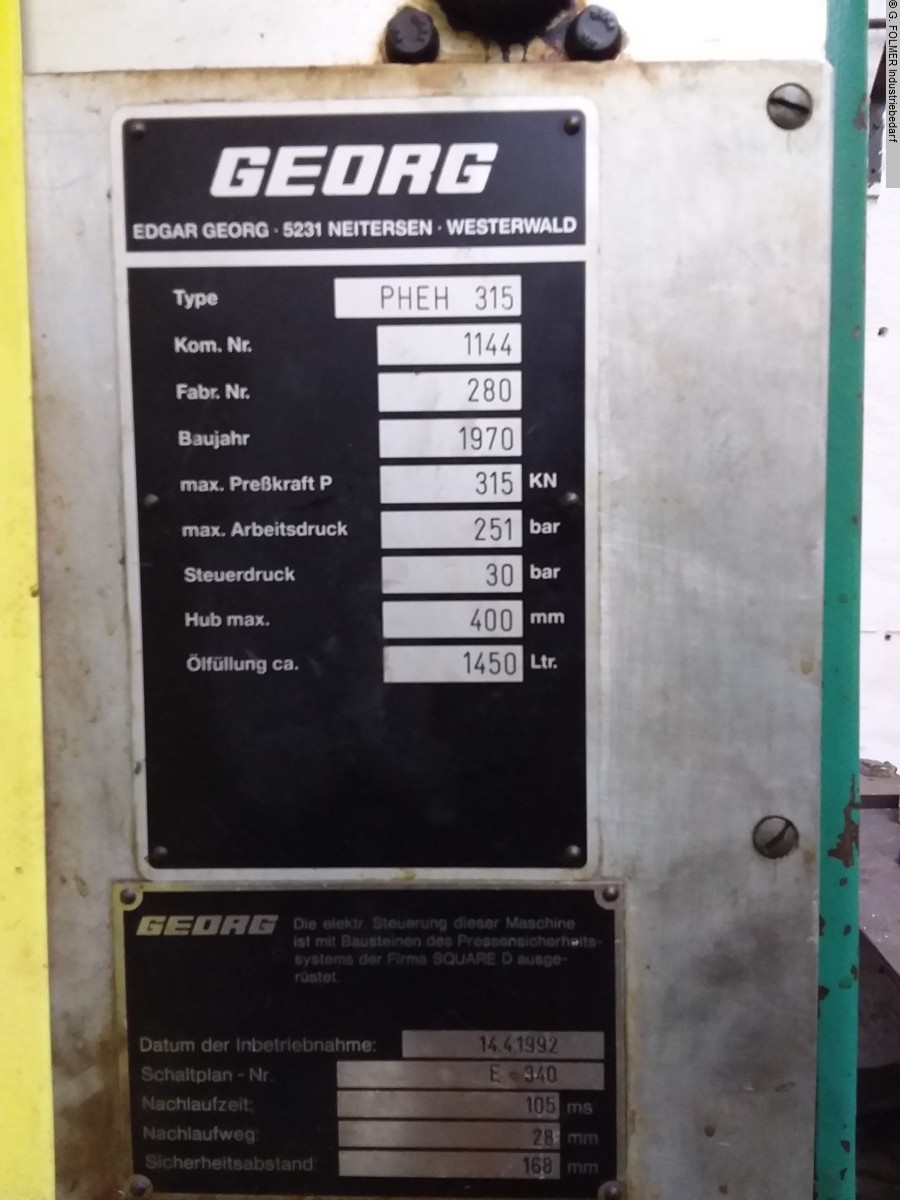 © G. FOLMER Industriebedarf
GEORG
EDGAR GEORG · 5231 NEITERSEN · WESTERWALD
Type PHEH 315
Kom. Nr. 1144
Fabr. Nr. 280
Baujahr 1970
max. Preßkraft P 315 KN
max. Arbeitsdruck 251 bar
Steuerdruck 30 bar
Hub max. 400 mm
Ölfüllung ca. 1450 Ltr.
GEORG Die elektr. Steuerung dieser Maschine
ist mit Bausteinen des Pressensicherheits-
systems der Firma SQUARE D ausge-
rüstet.
Datum der Inbetriebnahme: 14.4.1992
Schaltplan - Nr. E - 340
Nachlaufzeit: 105 ms
Nachlaufweg: 28 mm
Sicherheitsabstand: 168 mm